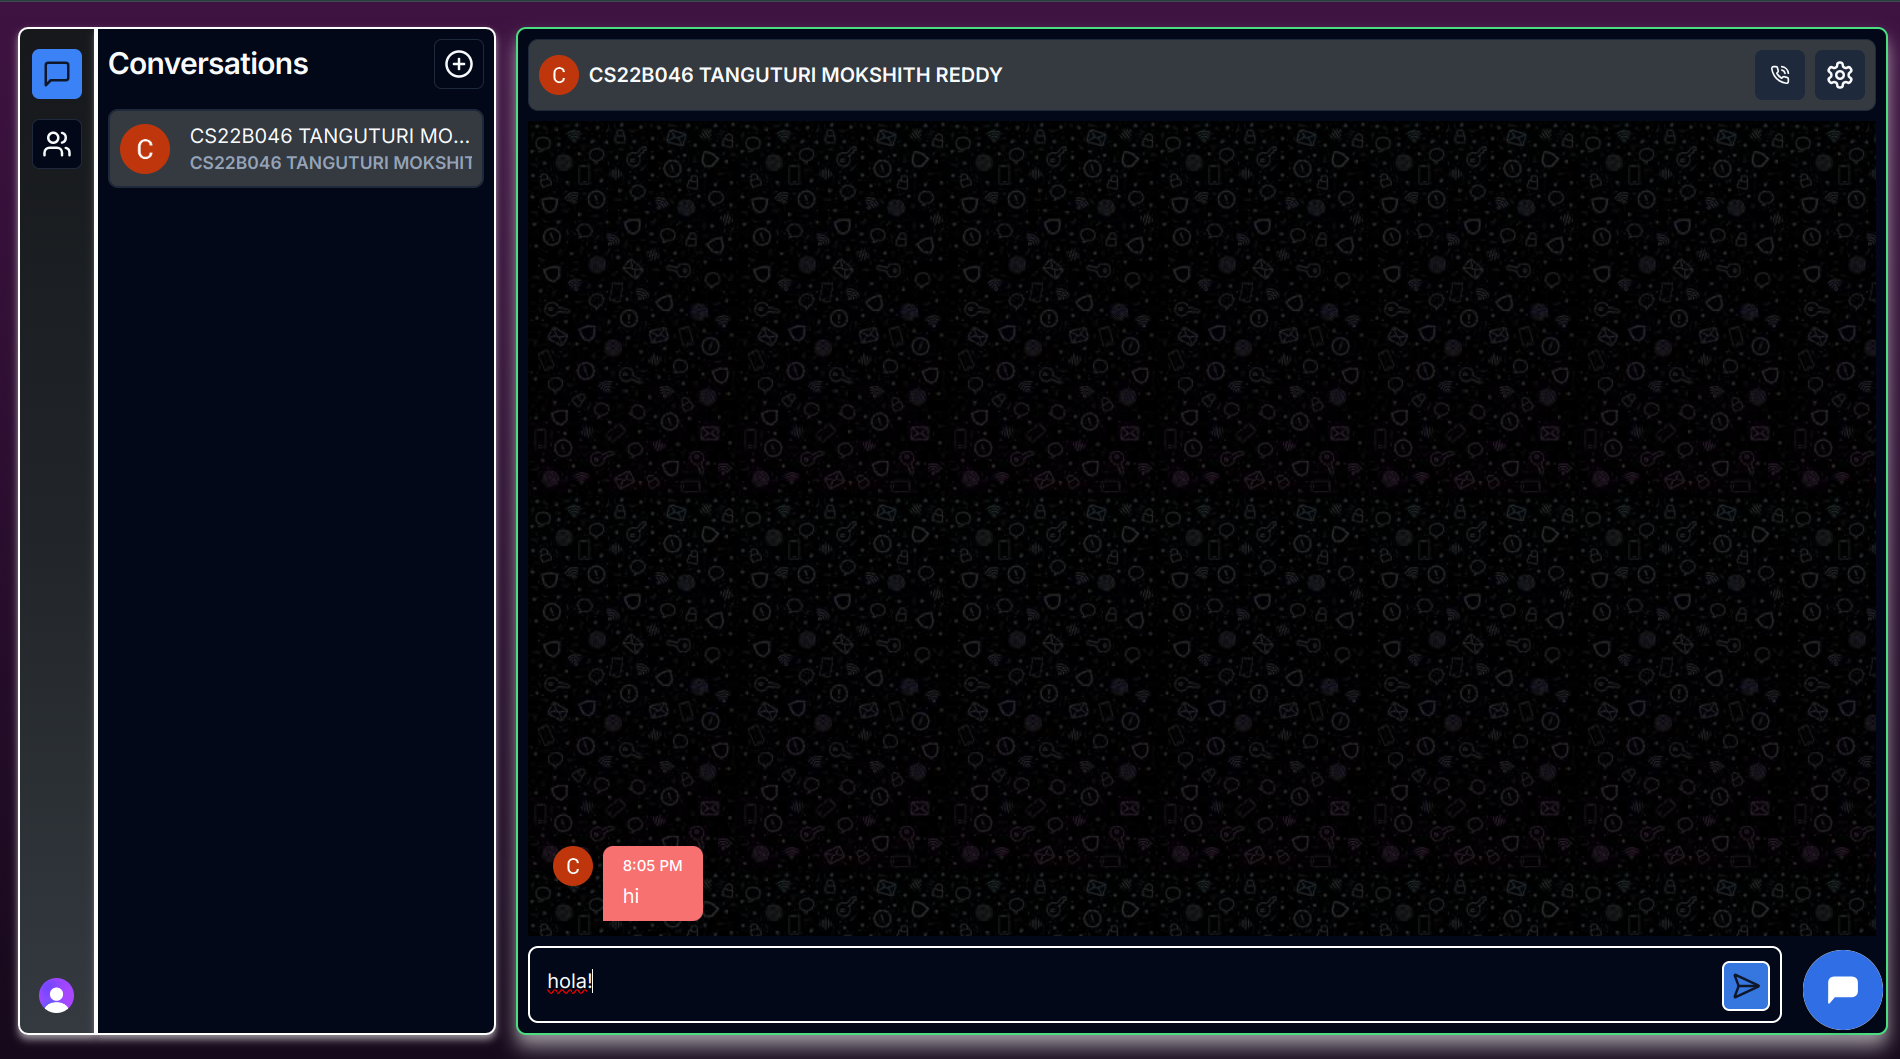 Conversations
C
CS22B046 TANGUTURI MO...
CS22B046 TANGUTURI MOKSHIT
C
CS22B046 TANGUTURI MOKSHITH REDDY
C
8:05 PM
hi
hola!